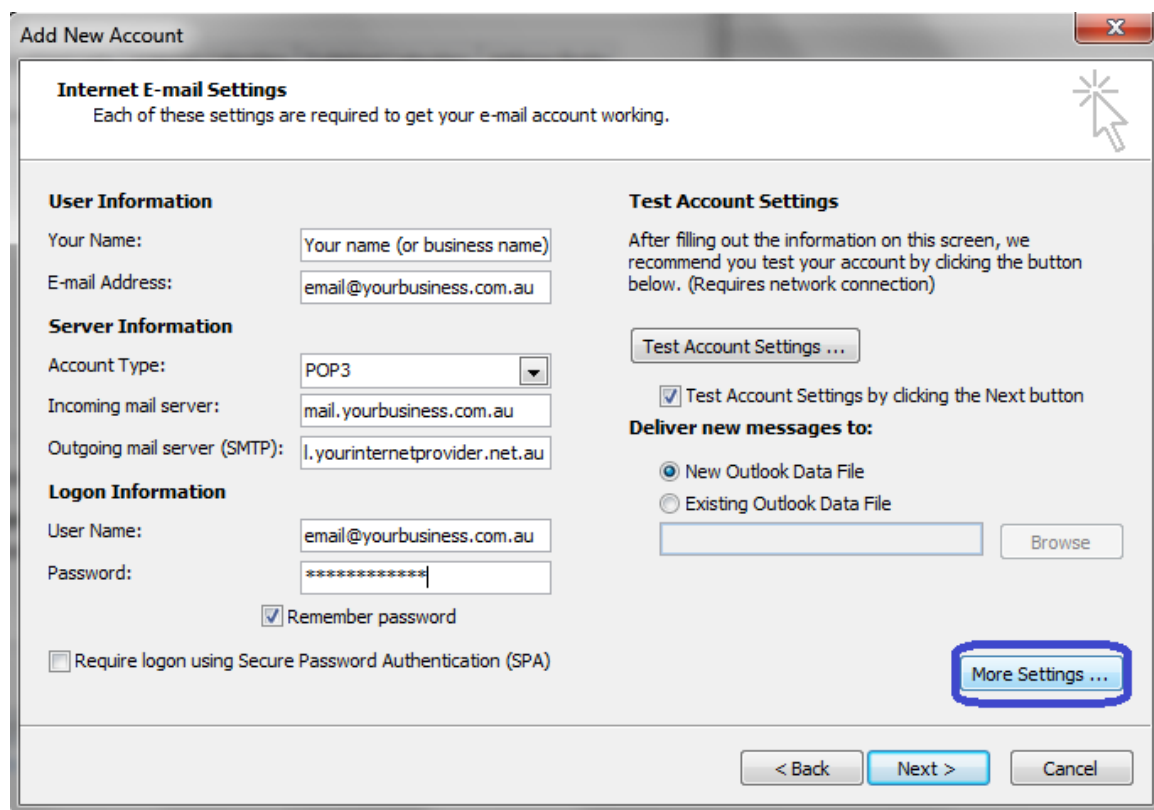 Add New Account
Internet E-mail Settings
Each of these settings are required to get your e-mail account working.
User Information
Your Name:
Your name (or business name)
E-mail Address:
email@yourbusiness.com.au
Server Information
Account Type:
POP3
Incoming mail server:
mail.yourbusiness.com.au
Outgoing mail server (SMTP):
l.yourinternetprovider.net.au
Logon Information
User Name:
email@yourbusiness.com.au
Password:
************
Remember password
Require logon using Secure Password Authentication (SPA)
Test Account Settings
After filling out the information on this screen, we
recommend you test your account by clicking the button
below. (Requires network connection)
Test Account Settings ...
Test Account Settings by clicking the Next button
Deliver new messages to:
New Outlook Data File
Existing Outlook Data File
Browse
More Settings ...
< Back
Next >
Cancel